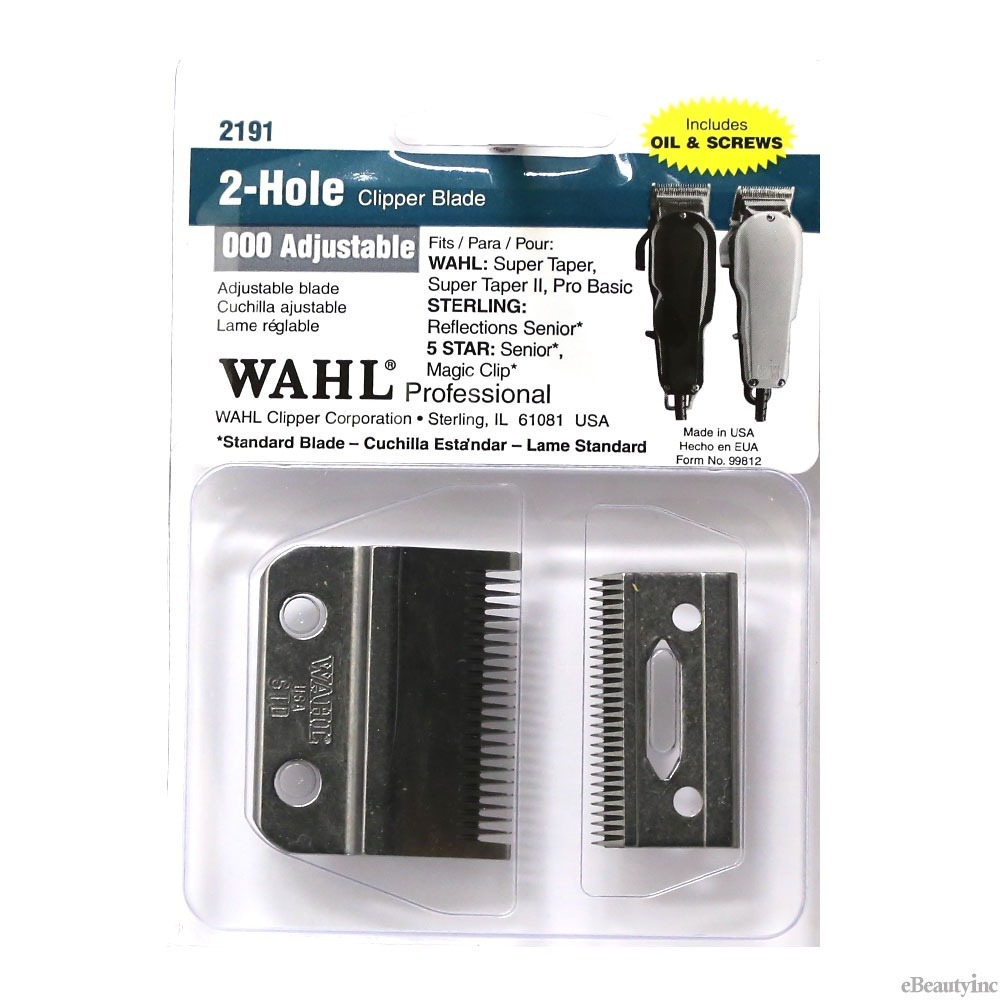 2191
Includes
OIL & SCREWS
2-Hole Clipper Blade
000 Adjustable
Adjustable blade
Cuchilla ajustable
Lame réglable
Fits / Para / Pour:
WAHL: Super Taper,
Super Taper II, Pro Basic
STERLING:
Reflections Senior*
5 STAR: Senior*,
Magic Clip*
WAHL® Professional
WAHL Clipper Corporation • Sterling, IL 61081 USA
*Standard Blade – Cuchilla Estándar – Lame Standard
Made in USA
Hecho en EUA
Form No. 99812
WAHL
USA
STD
eBeautyinc